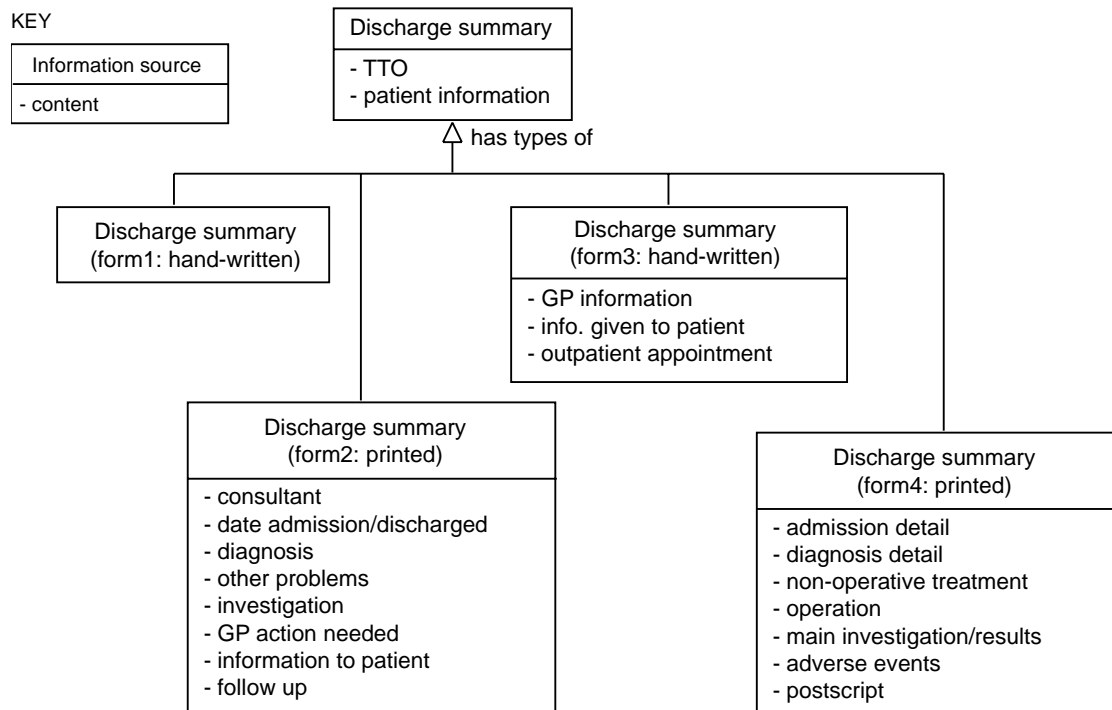 KEY
Information source
- content
Discharge summary
- TTO
- patient information
has types of
Discharge summary
(form1: hand-written)
Discharge summary
(form3: hand-written)
- GP information
- info. given to patient
- outpatient appointment
Discharge summary
(form2: printed)
- consultant
- date admission/discharged
- diagnosis
- other problems
- investigation
- GP action needed
- information to patient
- follow up
Discharge summary
(form4: printed)
- admission detail
- diagnosis detail
- non-operative treatment
- operation
- main investigation/results
- adverse events
- postscript